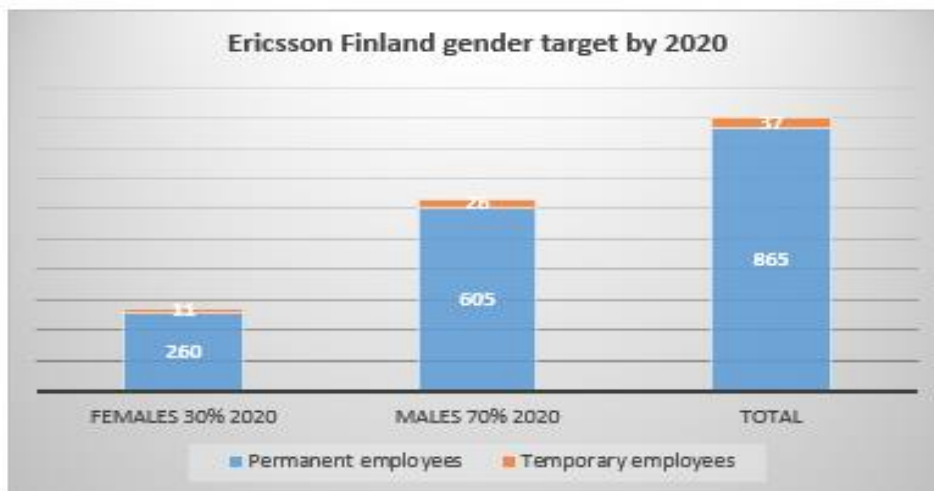 Ericsson Finland gender target by 2020
37
26
865
605
11
260
FEMALES 30% 2020 MALES 70% 2020 TOTAL
Permanent employees Temporary employees